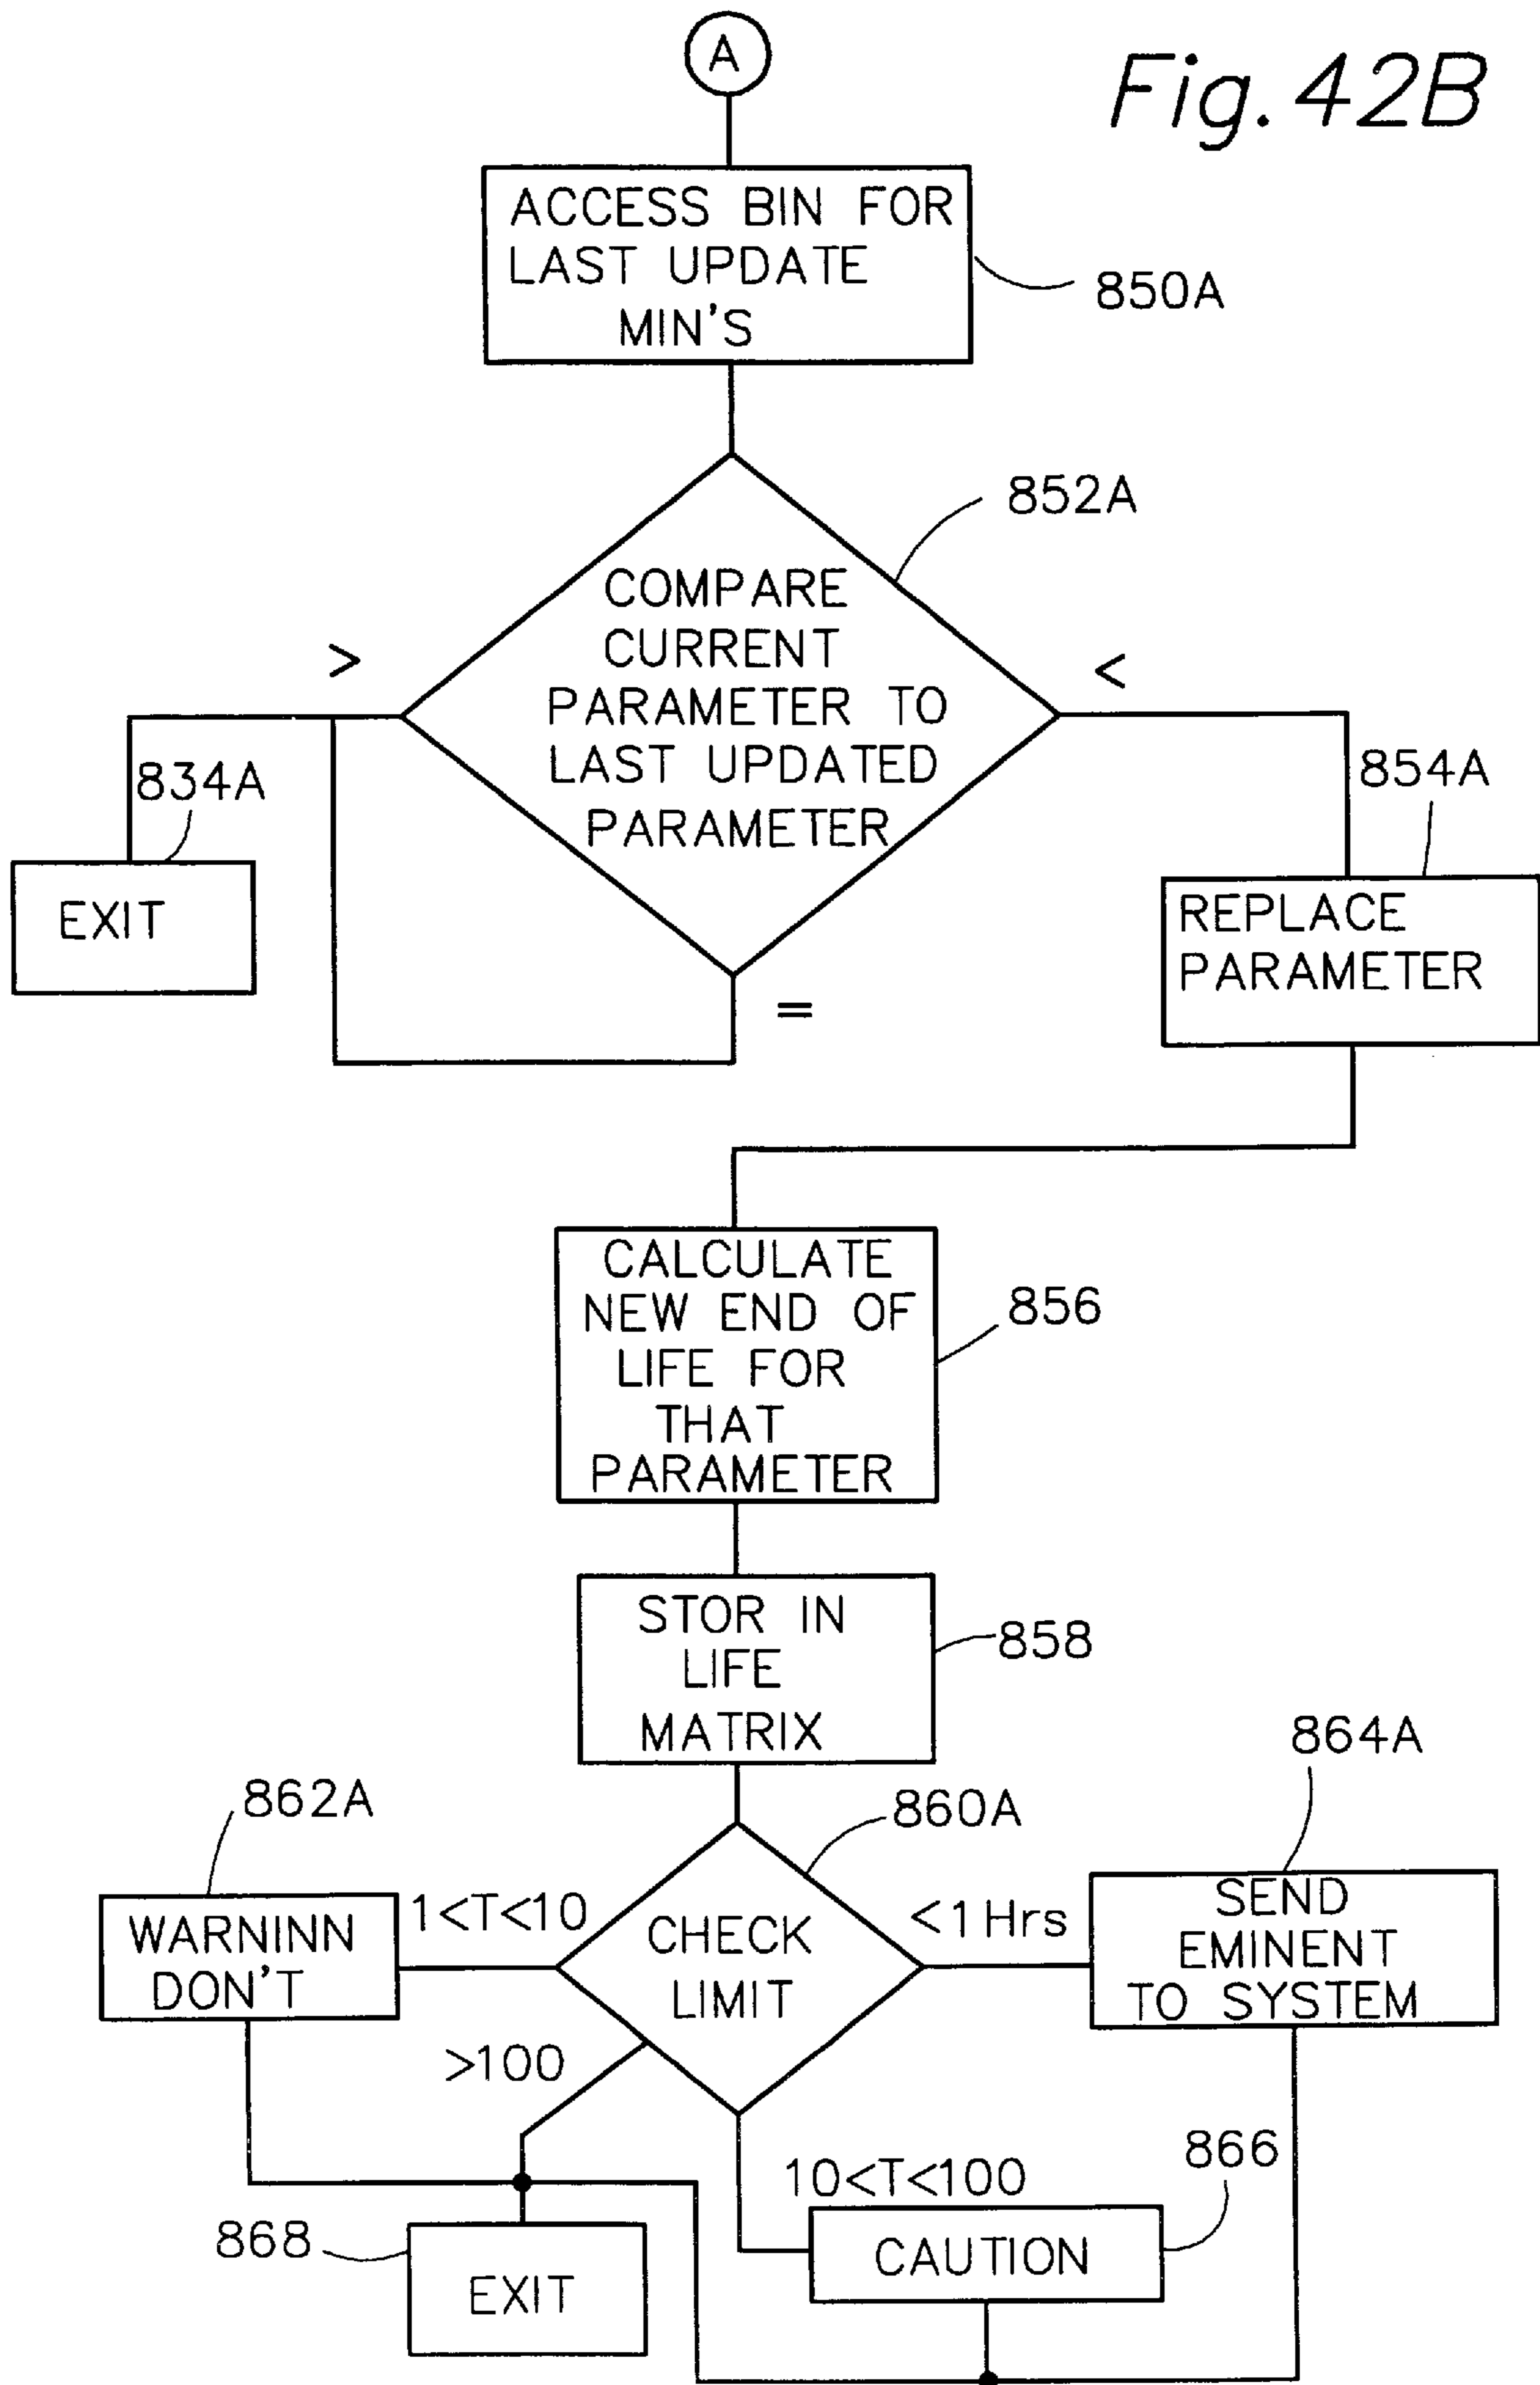 A
Fig. 42B
ACCESS BIN FOR
LAST UPDATE
MIN'S
850A
852A
COMPARE
CURRENT
PARAMETER TO
LAST UPDATED
PARAMETER
>
<
=
834A
EXIT
854A
REPLACE
PARAMETER
CALCULATE
NEW END OF
LIFE FOR
THAT
PARAMETER
856
STOR IN
LIFE
MATRIX
858
864A
862A
860A
WARNINN
DON'T
1<T<10
CHECK
LIMIT
<1 Hrs
SEND
EMINENT
TO SYSTEM
>100
10<T<100
866
868
EXIT
CAUTION